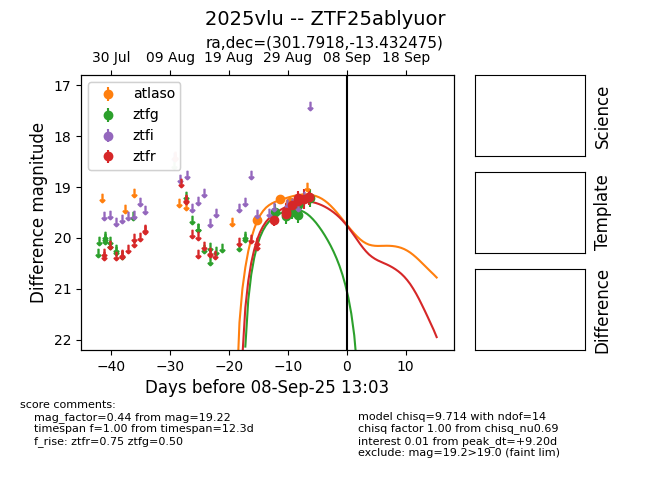 2025vlu -- ZTF25ablyuor
ra,dec=(301.7918,-13.432475)
30 Jul 09 Aug 19 Aug 29 Aug 08 Sep 18 Sep
17
18
19
20
21
22
Difference magnitude
atlaso
ztfg
ztfi
ztfr
−40 −30 −20 −10 0 10
Days before 08-Sep-25 13:03
Science
Template
Difference
score comments:
mag_factor=0.44 from mag=19.22
timespan f=1.00 from timespan=12.3d
f_rise: ztfr=0.75 ztfg=0.50
model chisq=9.714 with ndof=14
chisq factor 1.00 from chisq_nu0.69
interest 0.01 from peak_dt=+9.20d
exclude: mag=19.2>19.0 (faint lim)